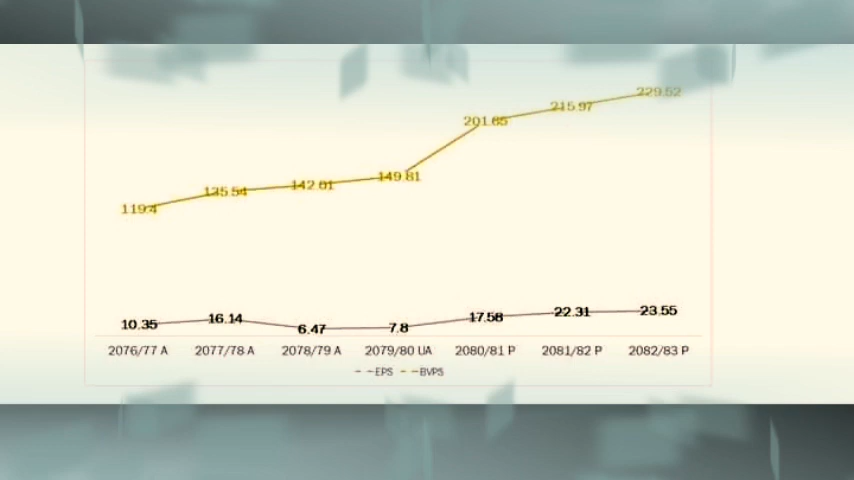 229.52
215.97
201.65
149.81
142.01
135.54
119.4
10.35 16.14 6.47 7.8 17.58 22.31 23.55
2076/77 A 2077/78 A 2078/79 A 2079/80 UA 2080/81 P 2081/82 P 2082/83 P
EPS BVPS